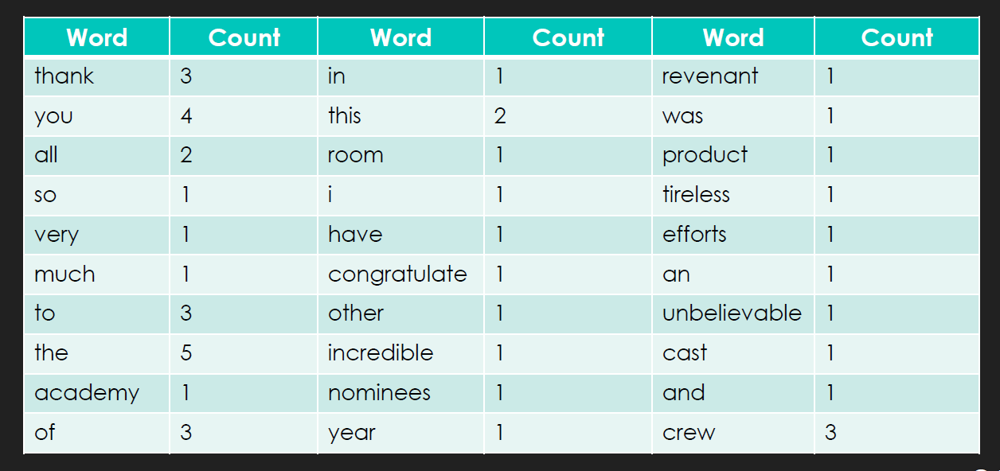 Word Count Word Count Word Count
thank 3 in 1 revenant 1
you 4 this 2 was 1
all 2 room 1 product 1
so 1 i 1 tireless 1
very 1 have 1 efforts 1
much 1 congratulate 1 an 1
to 3 other 1 unbelievable 1
the 5 incredible 1 cast 1
academy 1 nominees 1 and 1
of 3 year 1 crew 3